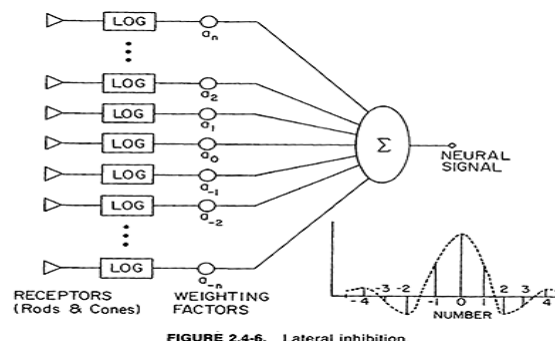 LOG
aₙ
LOG
a₂
LOG
a₁
LOG
a₀
LOG
a₋₁
LOG
a₋₂
LOG
a₋ₙ
Σ
NEURAL
SIGNAL
RECEPTORS
(Rods & Cones)
WEIGHTING
FACTORS
-4 -3 -2 -1 0 1 2 3 4
NUMBER
FIGURE 2.4-6. Lateral inhibition